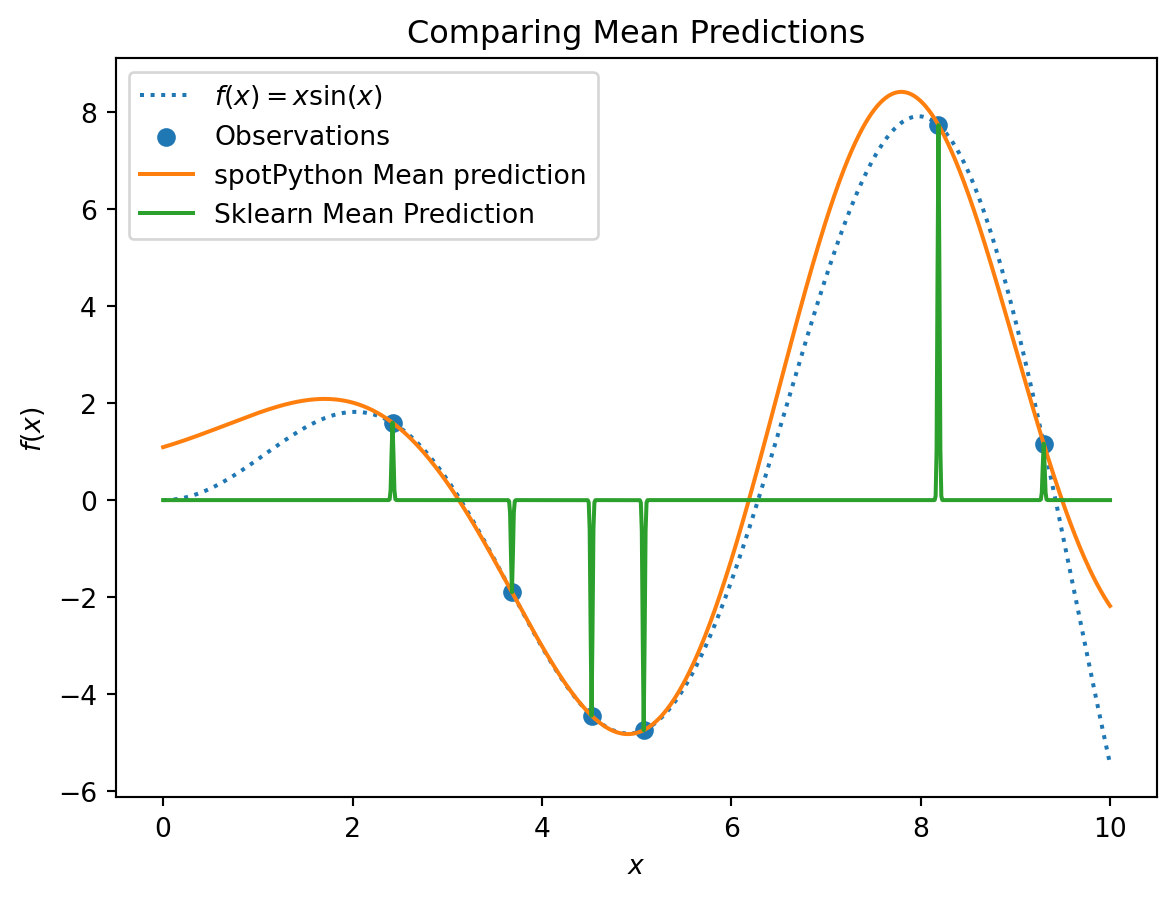 Comparing Mean Predictions
f(x) = x sin(x)
Observations
spotPython Mean prediction
Sklearn Mean Prediction
8
6
4
2
0
−2
−4
−6
f(x)
0 2 4 6 8 10
x